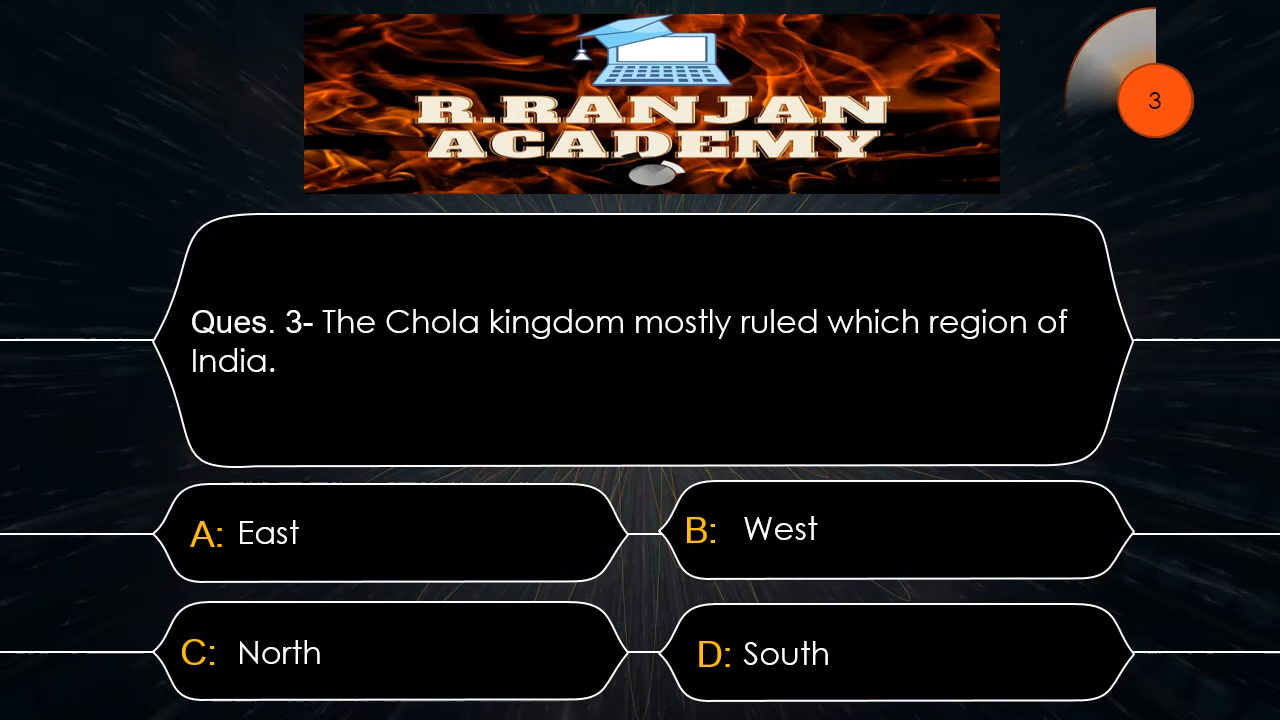 R.RANJAN
ACADEMY
3
Ques. 3- The Chola kingdom mostly ruled which region of
India.
A: East
B: West
C: North
D: South